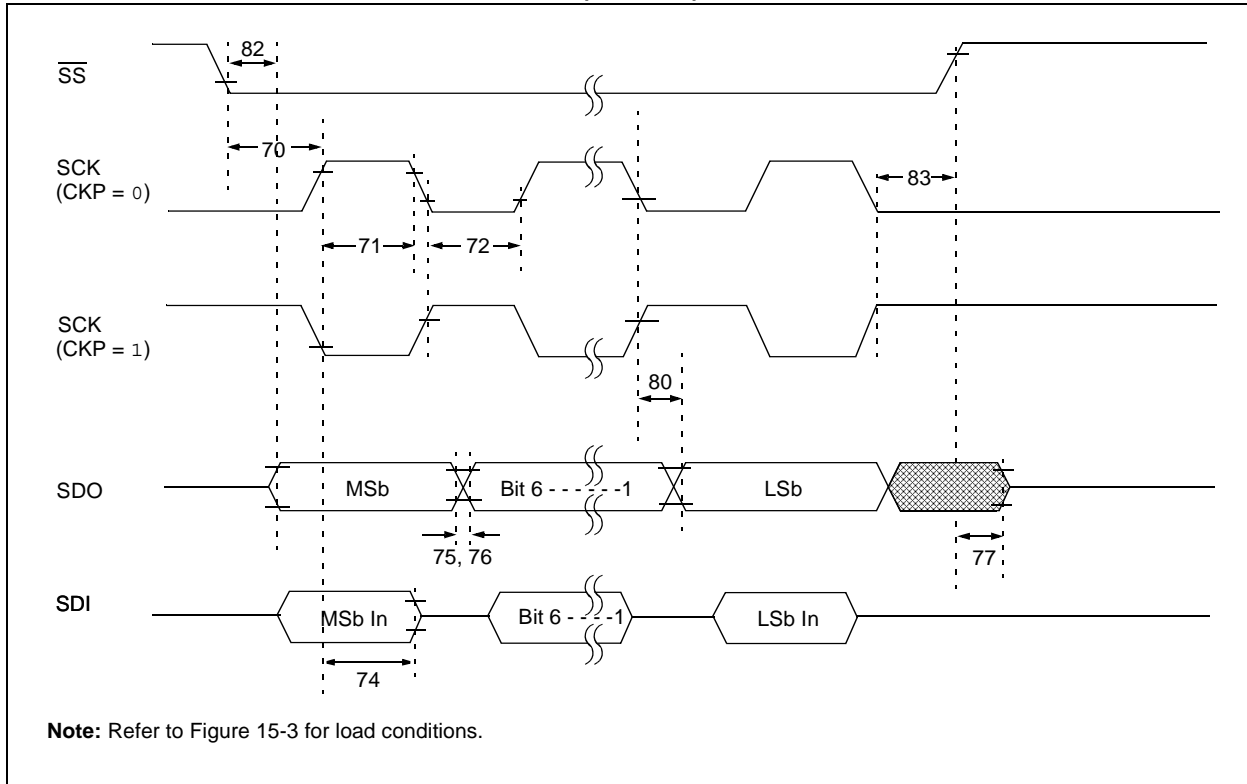 82
SS
70
SCK
(CKP = 0)
83
71
72
SCK
(CKP = 1)
80
SDO
MSb
Bit 6 - - - - - -1
LSb
75, 76
77
SDI
MSb In
Bit 6 - - - - -1
LSb In
74
Note: Refer to Figure 15-3 for load conditions.